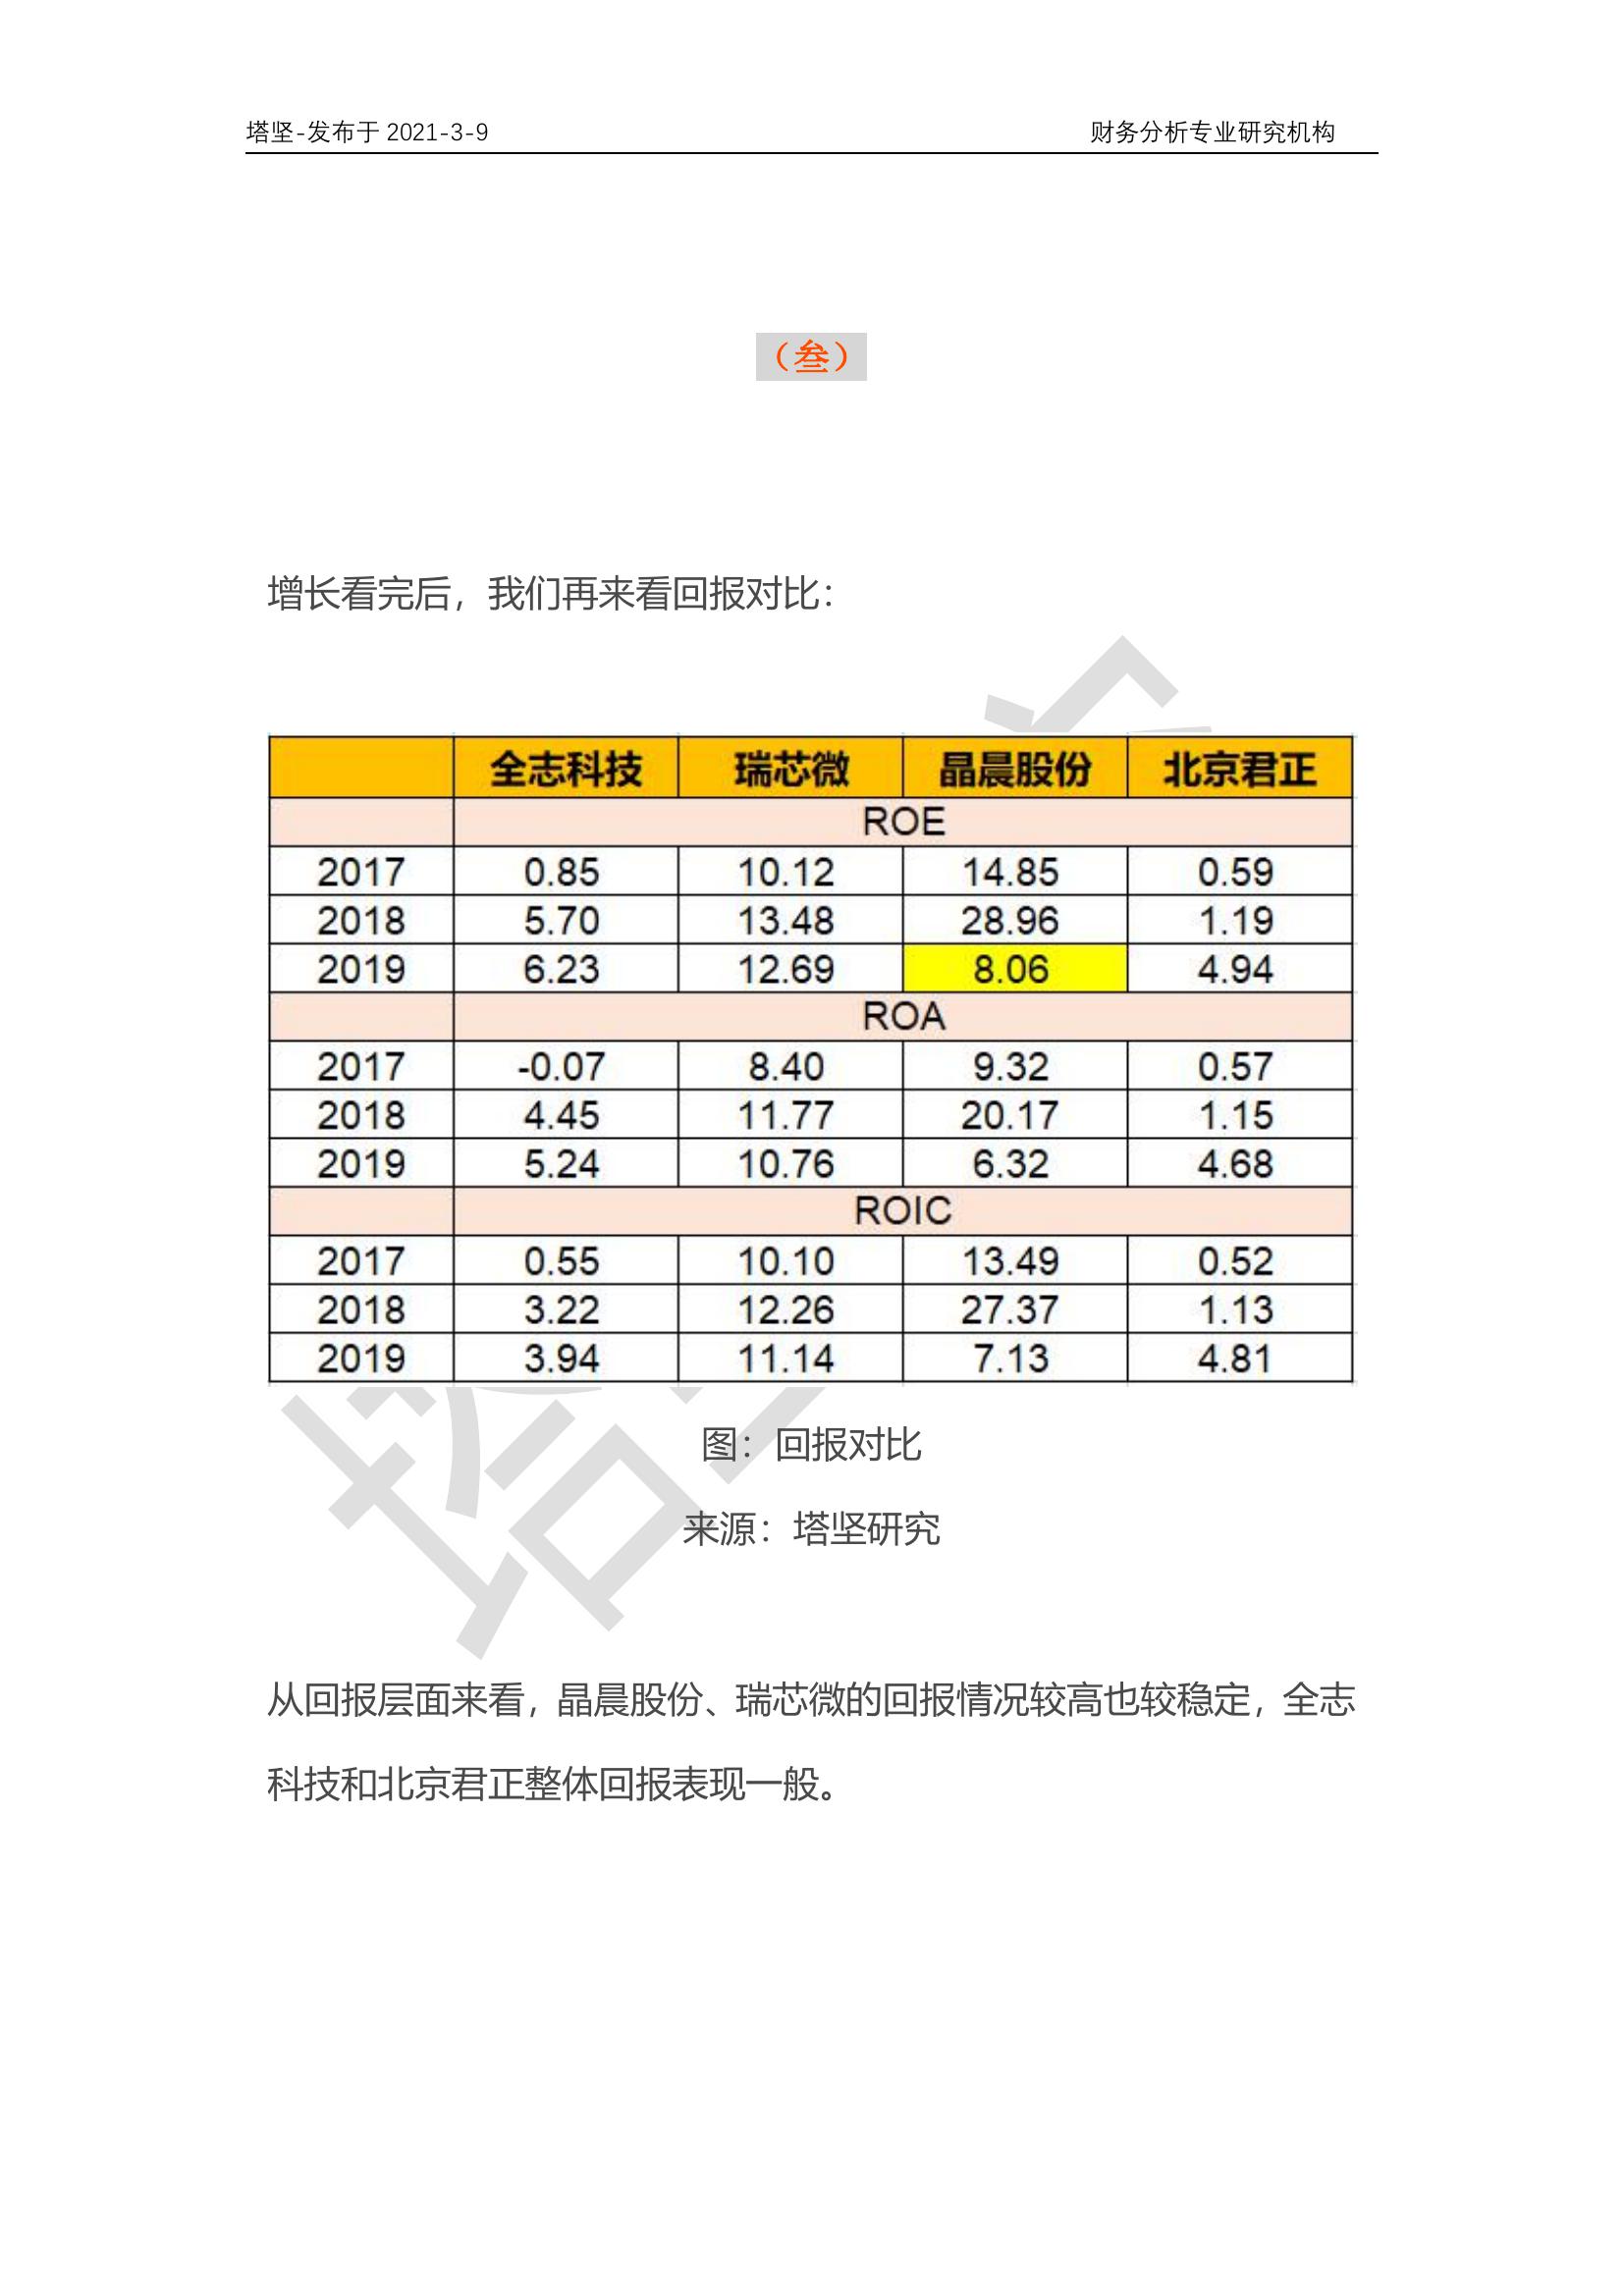 塔坚-发布于 2021-3-9 财务分析专业研究机构
（叁）
增长看完后，我们再来看回报对比：
全志科技 瑞芯微 晶晨股份 北京君正
ROE
2017 0.85 10.12 14.85 0.59
2018 5.70 13.48 28.96 1.19
2019 6.23 12.69 8.06 4.94
ROA
2017 -0.07 8.40 9.32 0.57
2018 4.45 11.77 20.17 1.15
2019 5.24 10.76 6.32 4.68
ROIC
2017 0.55 10.10 13.49 0.52
2018 3.22 12.26 27.37 1.13
2019 3.94 11.14 7.13 4.81
图：回报对比
来源：塔坚研究
从回报层面来看，晶晨股份、瑞芯微的回报情况较高也较稳定，全志
科技和北京君正整体回报表现一般。